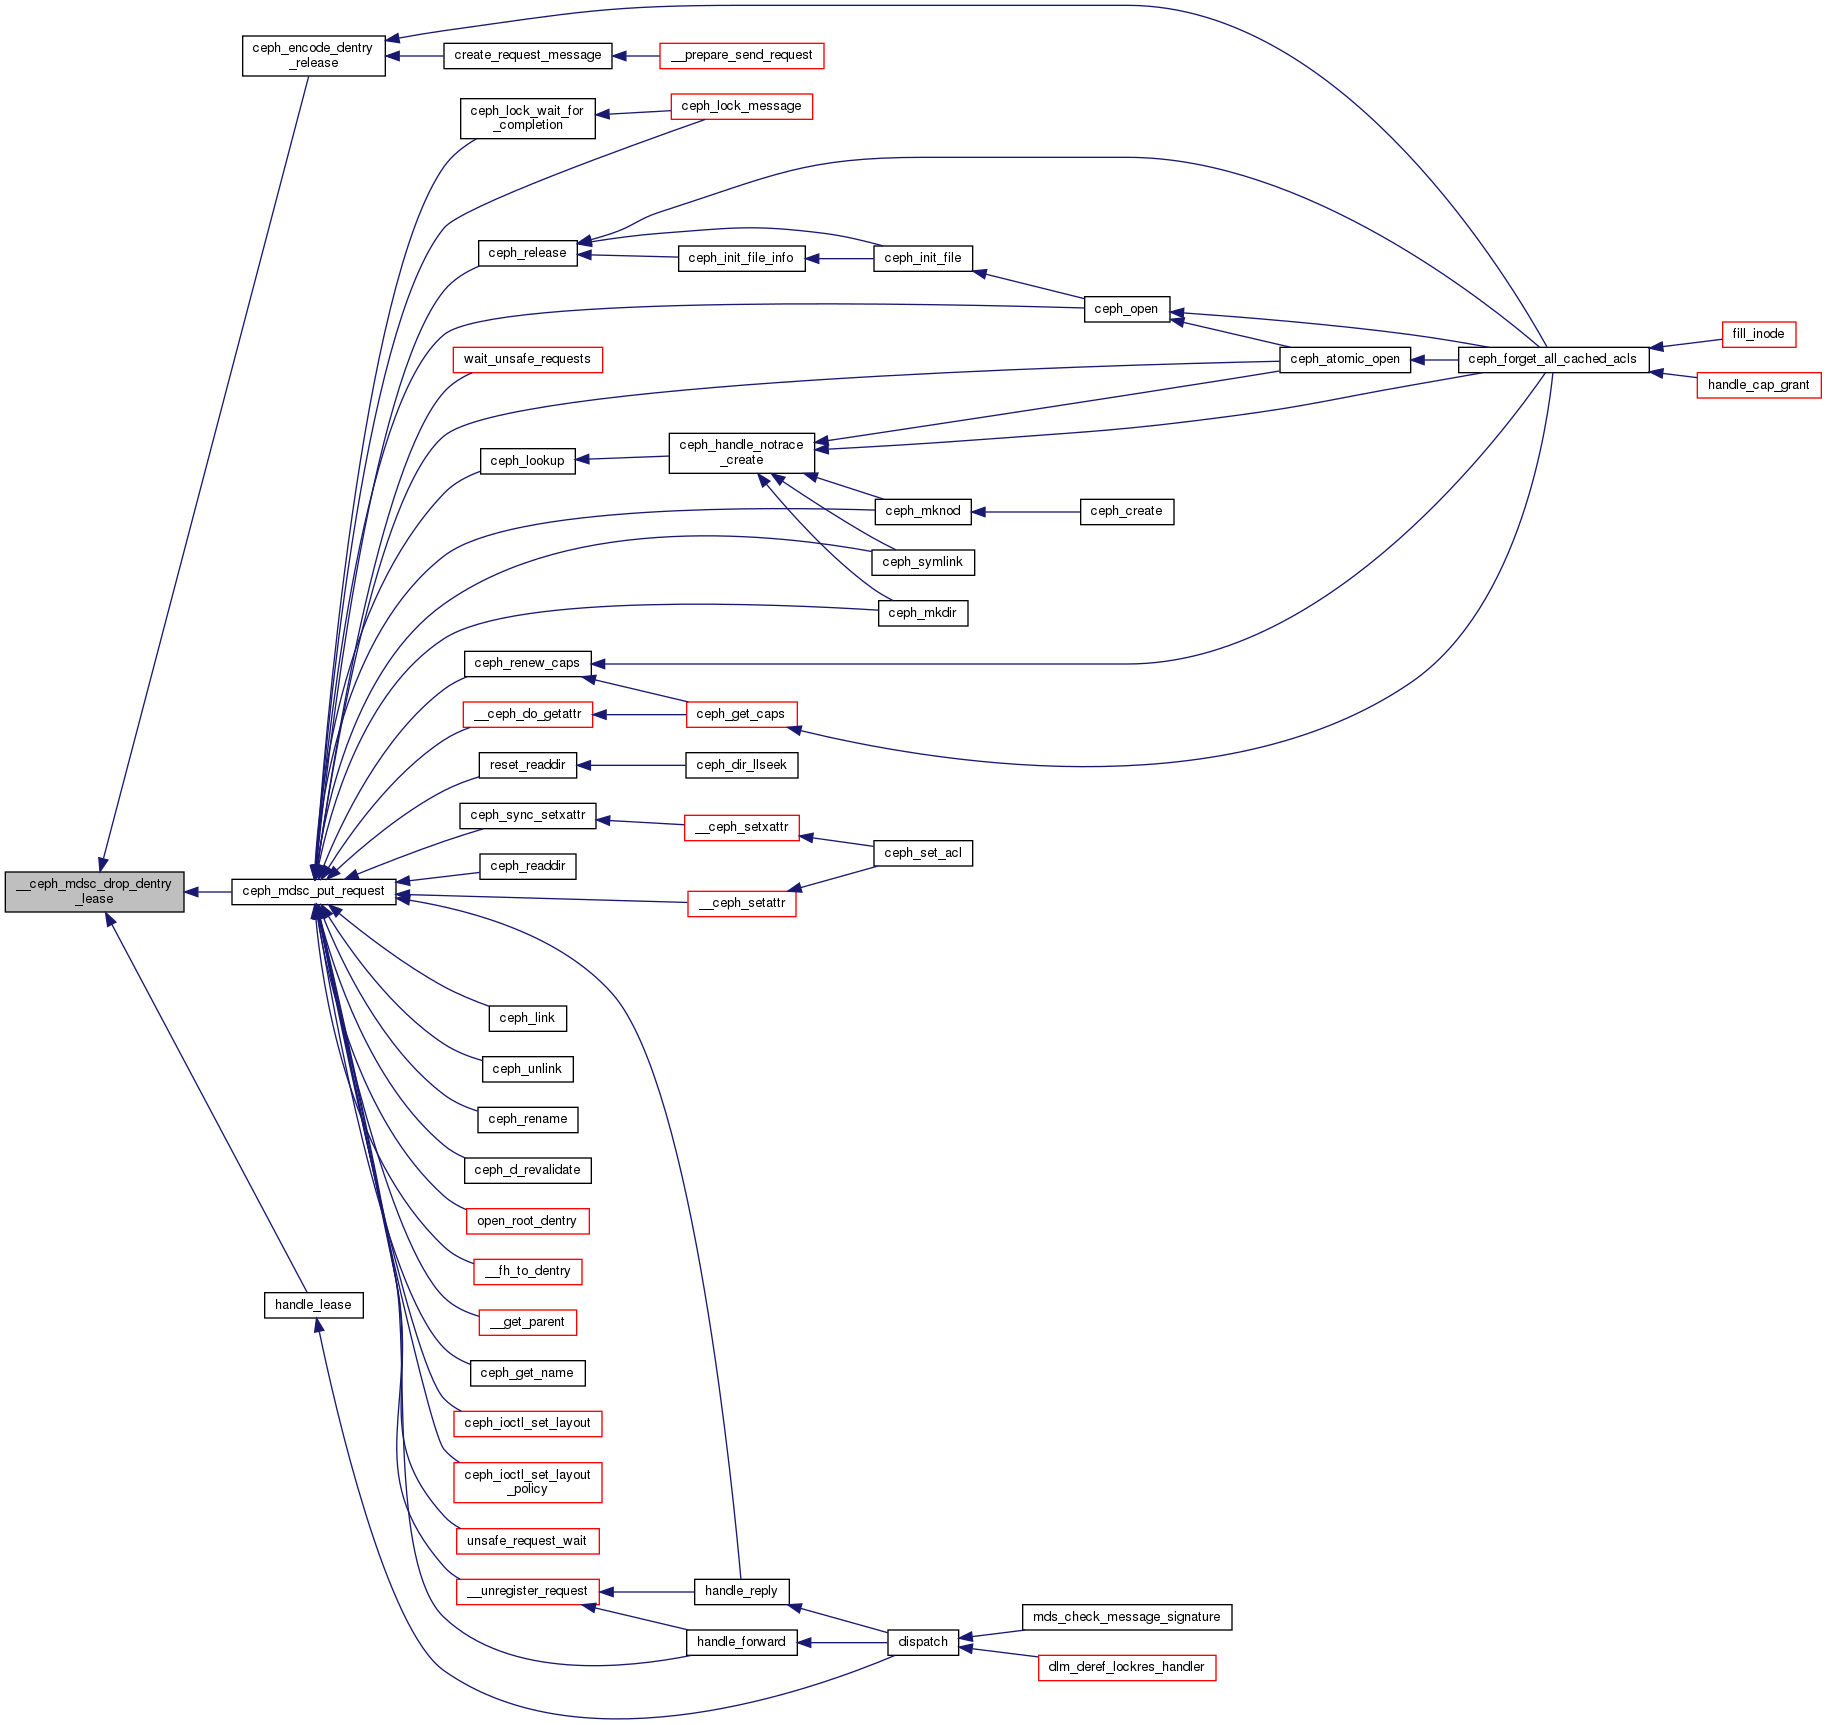 ceph_encode_dentry
_release
create_request_message
__prepare_send_request
ceph_lock_wait_for
_completion
ceph_lock_message
ceph_release
ceph_init_file_info
ceph_init_file
ceph_open
wait_unsafe_requests
ceph_atomic_open
ceph_forget_all_cached_acls
fill_inode
handle_cap_grant
ceph_lookup
ceph_handle_notrace
_create
ceph_mknod
ceph_create
ceph_symlink
ceph_mkdir
ceph_renew_caps
__ceph_do_getattr
ceph_get_caps
reset_readdir
ceph_dir_llseek
ceph_sync_setxattr
__ceph_setxattr
ceph_set_acl
ceph_readdir
__ceph_mdsc_drop_dentry
_lease
ceph_mdsc_put_request
__ceph_setattr
ceph_link
ceph_unlink
ceph_rename
ceph_d_revalidate
open_root_dentry
__fh_to_dentry
handle_lease
__get_parent
ceph_get_name
ceph_ioctl_set_layout
ceph_ioctl_set_layout
_policy
unsafe_request_wait
__unregister_request
handle_reply
handle_forward
dispatch
mds_check_message_signature
dlm_deref_lockres_handler